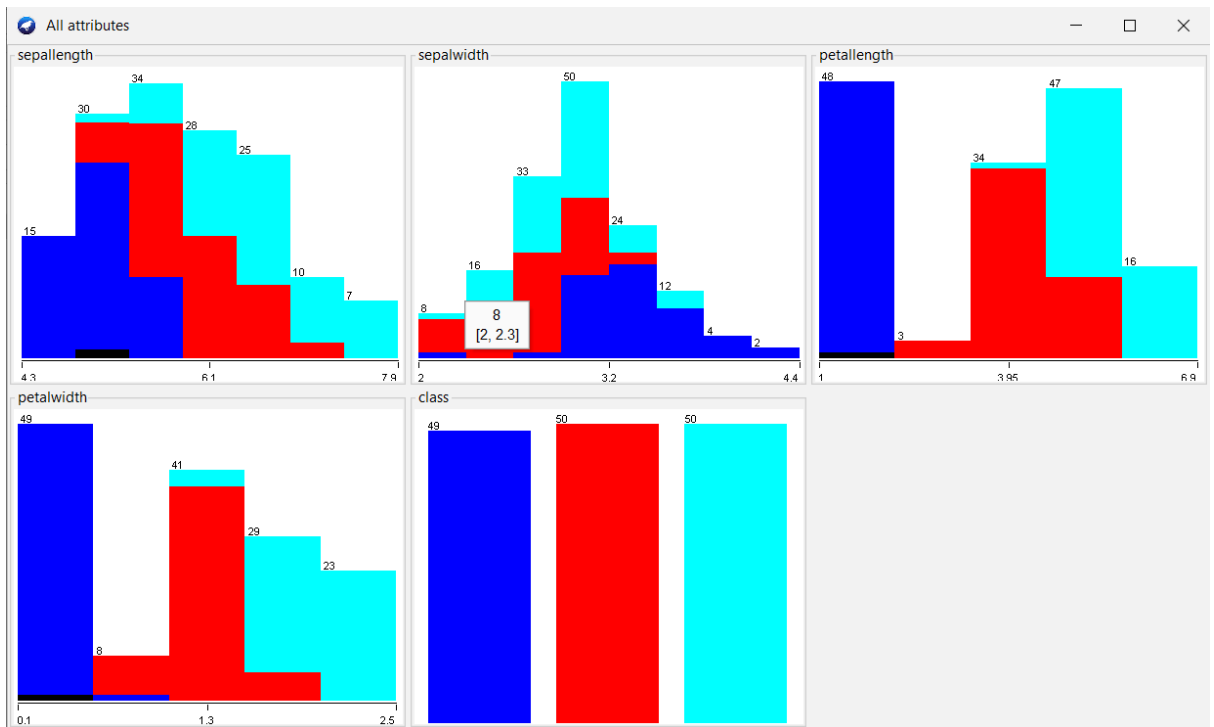 All attributes
sepallength
34
30
28
25
15
10
7
4.3 6.1 7.9
sepalwidth
50
33
24
16
12
8
4
2
8
[2, 2.3]
2 3.2 4.4
petallength
48
47
34
16
3
1 3.95 6.9
petalwidth
49
41
29
23
8
0.1 1.3 2.5
class
49 50 50